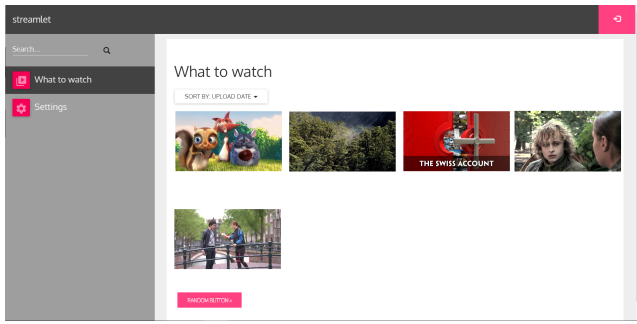 streamlet
Search...
What to watch
Settings
What to watch
SORT BY: UPLOAD DATE
THE SWISS ACCOUNT
RANDOM BUTTON »